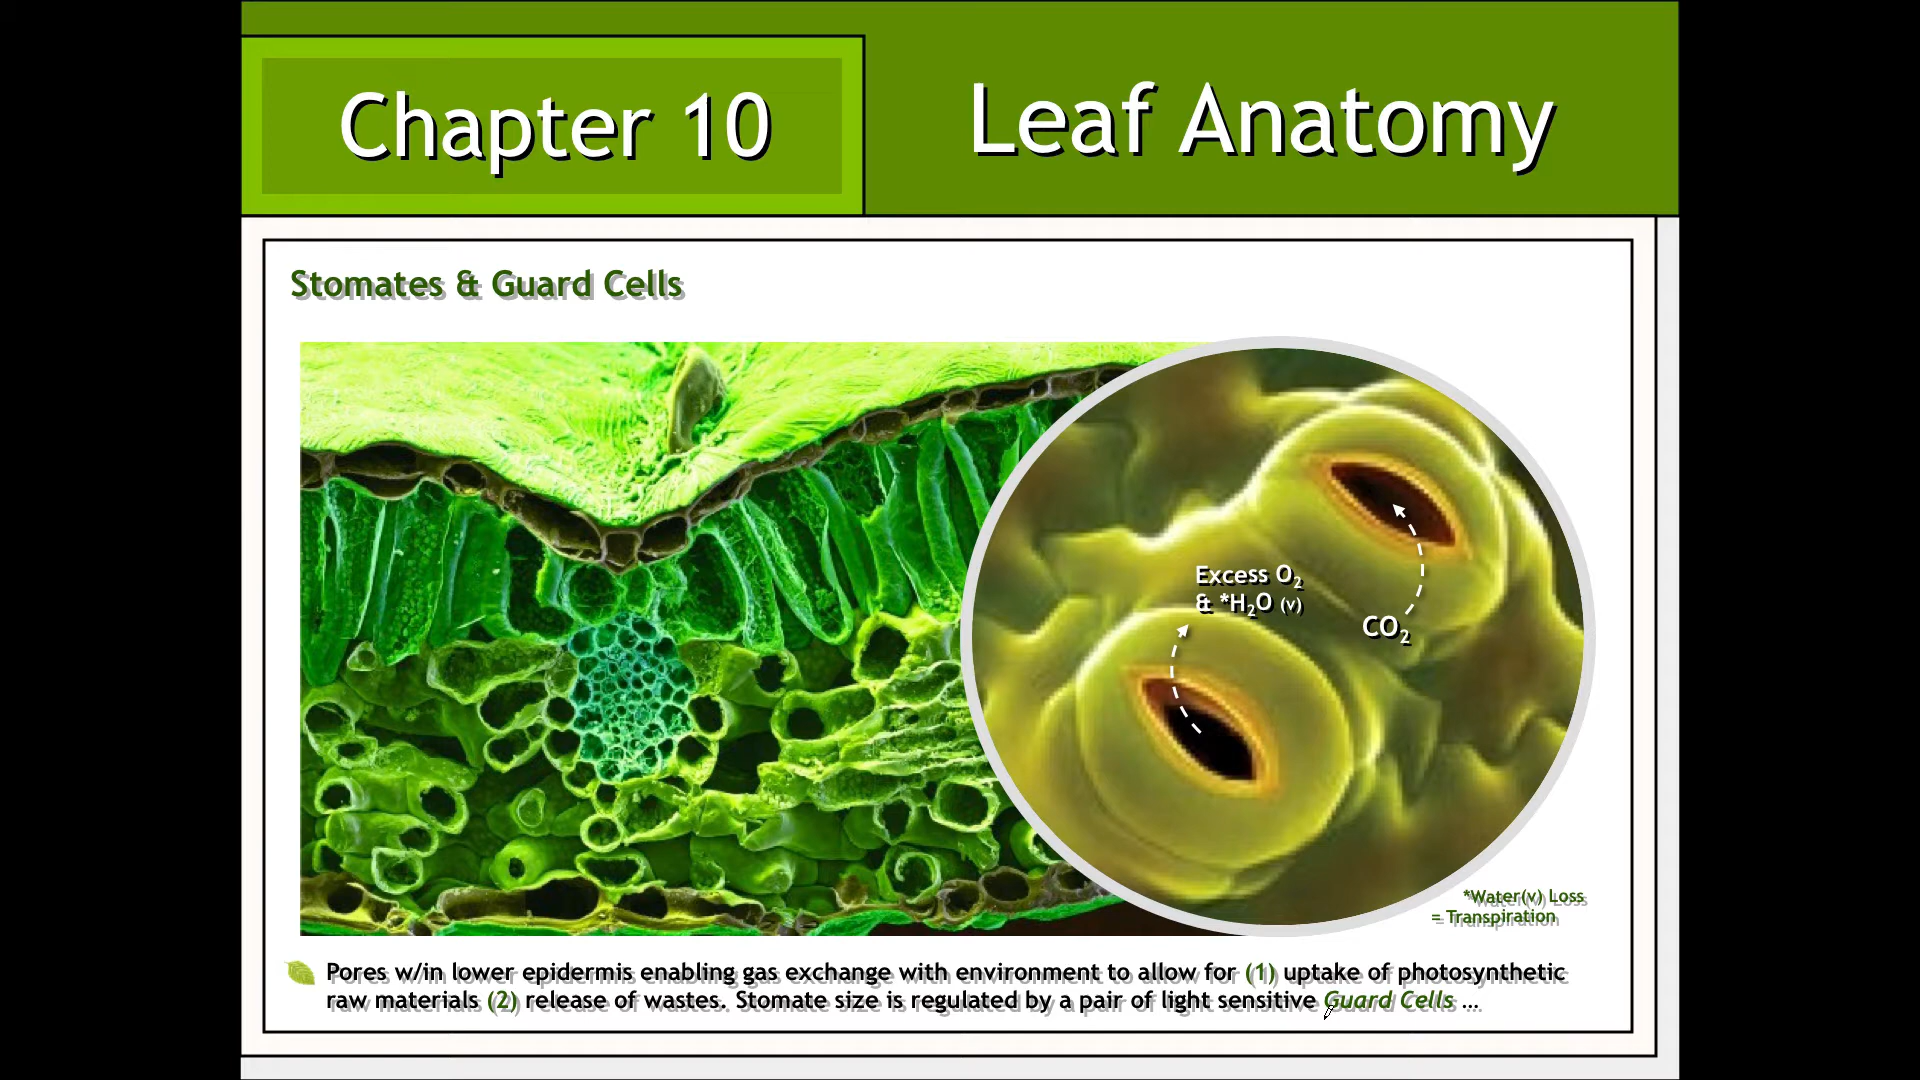 Chapter 10
Leaf Anatomy
Stomates & Guard Cells
Excess O₂
& *H₂O (v)
CO₂
*Water(v) Loss
= Transpiration
Pores w/in lower epidermis enabling gas exchange with environment to allow for (1) uptake of photosynthetic
raw materials (2) release of wastes. Stomate size is regulated by a pair of light sensitive Guard Cells …